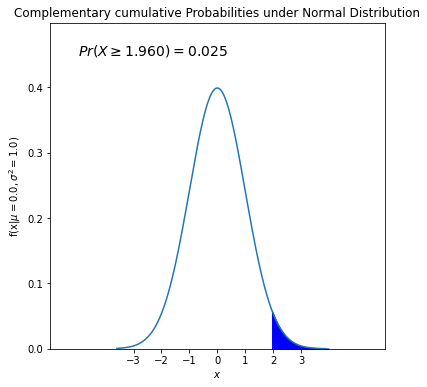 Complementary cumulative Probabilities under Normal Distribution
Pr(X ≥ 1.960) = 0.025
f(x|μ = 0.0, σ² = 1.0)
0.4
0.3
0.2
0.1
0.0
−3 −2 −1 0 1 2 3
x